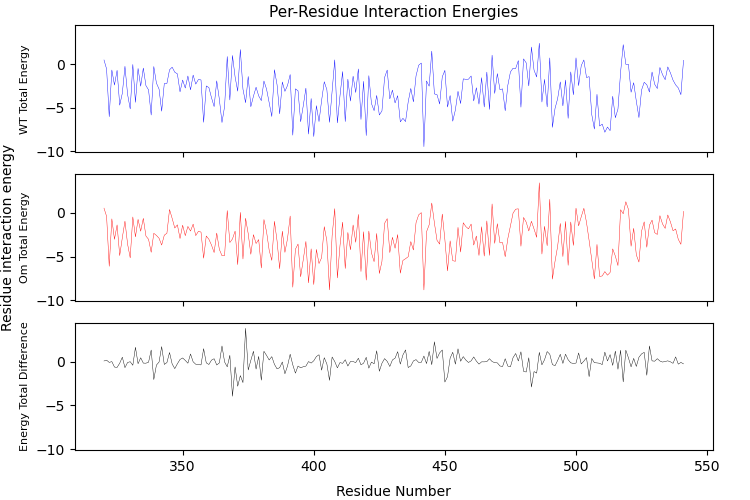 Per-Residue Interaction Energies
Residue interaction energy
WT Total Energy
0
−5
−10
Om Total Energy
0
−5
−10
Energy Total Difference
0
−5
−10
350 400 450 500 550
Residue Number